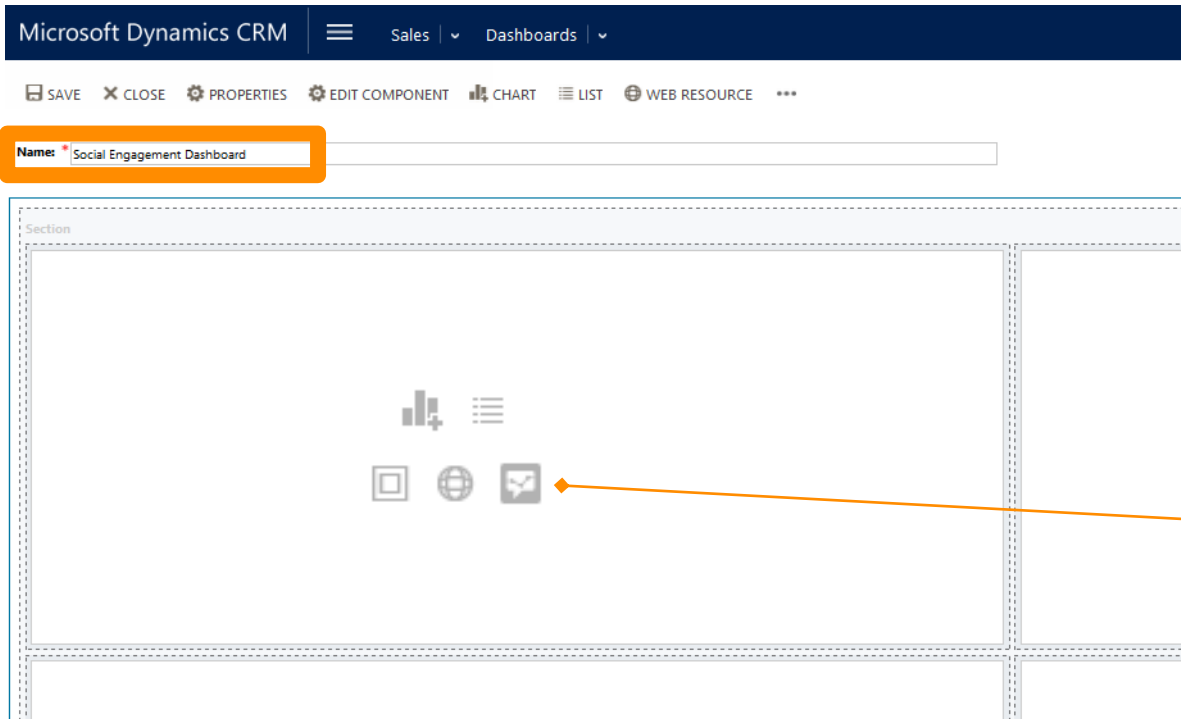 Microsoft Dynamics CRM Sales Dashboards
SAVE CLOSE PROPERTIES EDIT COMPONENT CHART LIST WEB RESOURCE •••
Name: * Social Engagement Dashboard
Section